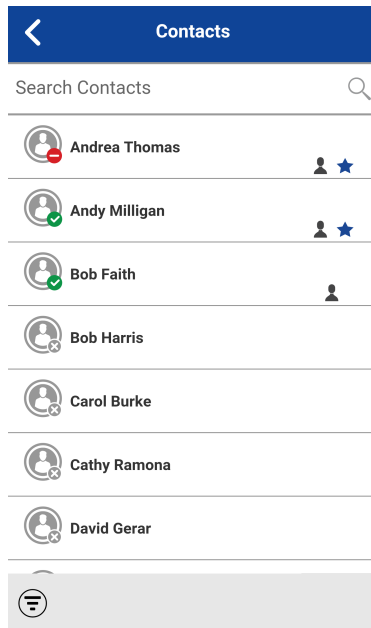 Contacts
Search Contacts
Andrea Thomas
Andy Milligan
Bob Faith
Bob Harris
Carol Burke
Cathy Ramona
David Gerar